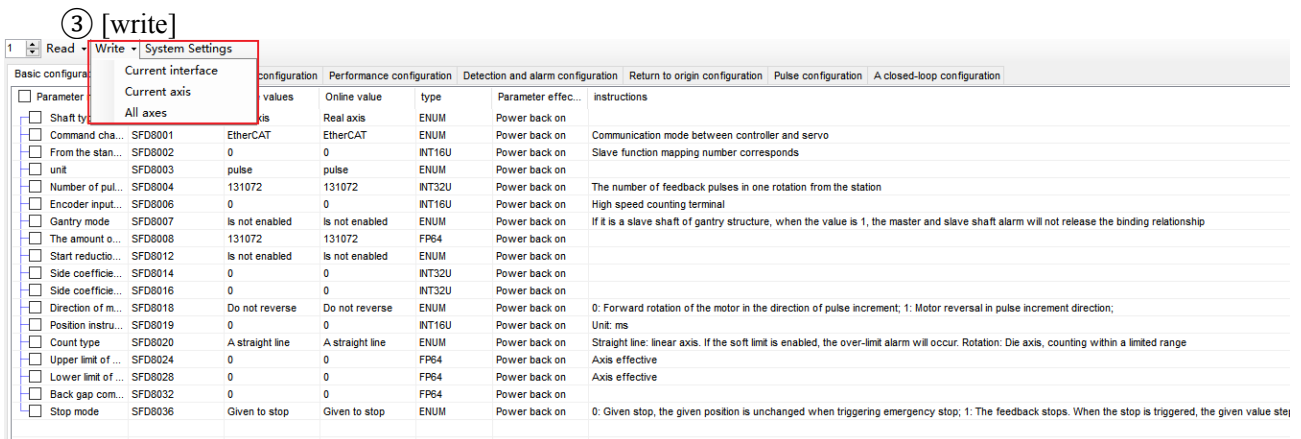 ③ [write]
1 Read Write System Settings
Basic configura configuration Performance configuration Detection and alarm configuration Return to origin configuration Pulse configuration A closed-loop configuration
Current interface
Current axis
All axes
Parameter values Online value type Parameter effec... instructions
Shaft ty xis Real axis ENUM Power back on
Command cha... SFD8001 EtherCAT EtherCAT ENUM Power back on Communication mode between controller and servo
From the stan... SFD8002 0 0 INT16U Power back on Slave function mapping number corresponds
unit SFD8003 pulse pulse ENUM Power back on
Number of pul... SFD8004 131072 131072 INT32U Power back on The number of feedback pulses in one rotation from the station
Encoder input... SFD8006 0 0 INT16U Power back on High speed counting terminal
Gantry mode SFD8007 Is not enabled Is not enabled ENUM Power back on If it is a slave shaft of gantry structure, when the value is 1, the master and slave shaft alarm will not release the binding relationship
The amount o... SFD8008 131072 131072 FP64 Power back on
Start reductio... SFD8012 Is not enabled Is not enabled ENUM Power back on
Side coefficie... SFD8014 0 0 INT32U Power back on
Side coefficie... SFD8016 0 0 INT32U Power back on
Direction of m... SFD8018 Do not reverse Do not reverse ENUM Power back on 0: Forward rotation of the motor in the direction of pulse increment; 1: Motor reversal in pulse increment direction;
Position instru... SFD8019 0 0 INT16U Power back on Unit: ms
Count type SFD8020 A straight line A straight line ENUM Power back on Straight line: linear axis. If the soft limit is enabled, the over-limit alarm will occur. Rotation: Die axis, counting within a limited range
Upper limit of ... SFD8024 0 0 FP64 Power back on Axis effective
Lower limit of ... SFD8028 0 0 FP64 Power back on Axis effective
Back gap com... SFD8032 0 0 FP64 Power back on
Stop mode SFD8036 Given to stop Given to stop ENUM Power back on 0: Given stop, the given position is unchanged when triggering emergency stop; 1: The feedback stops. When the stop is triggered, the given value ste